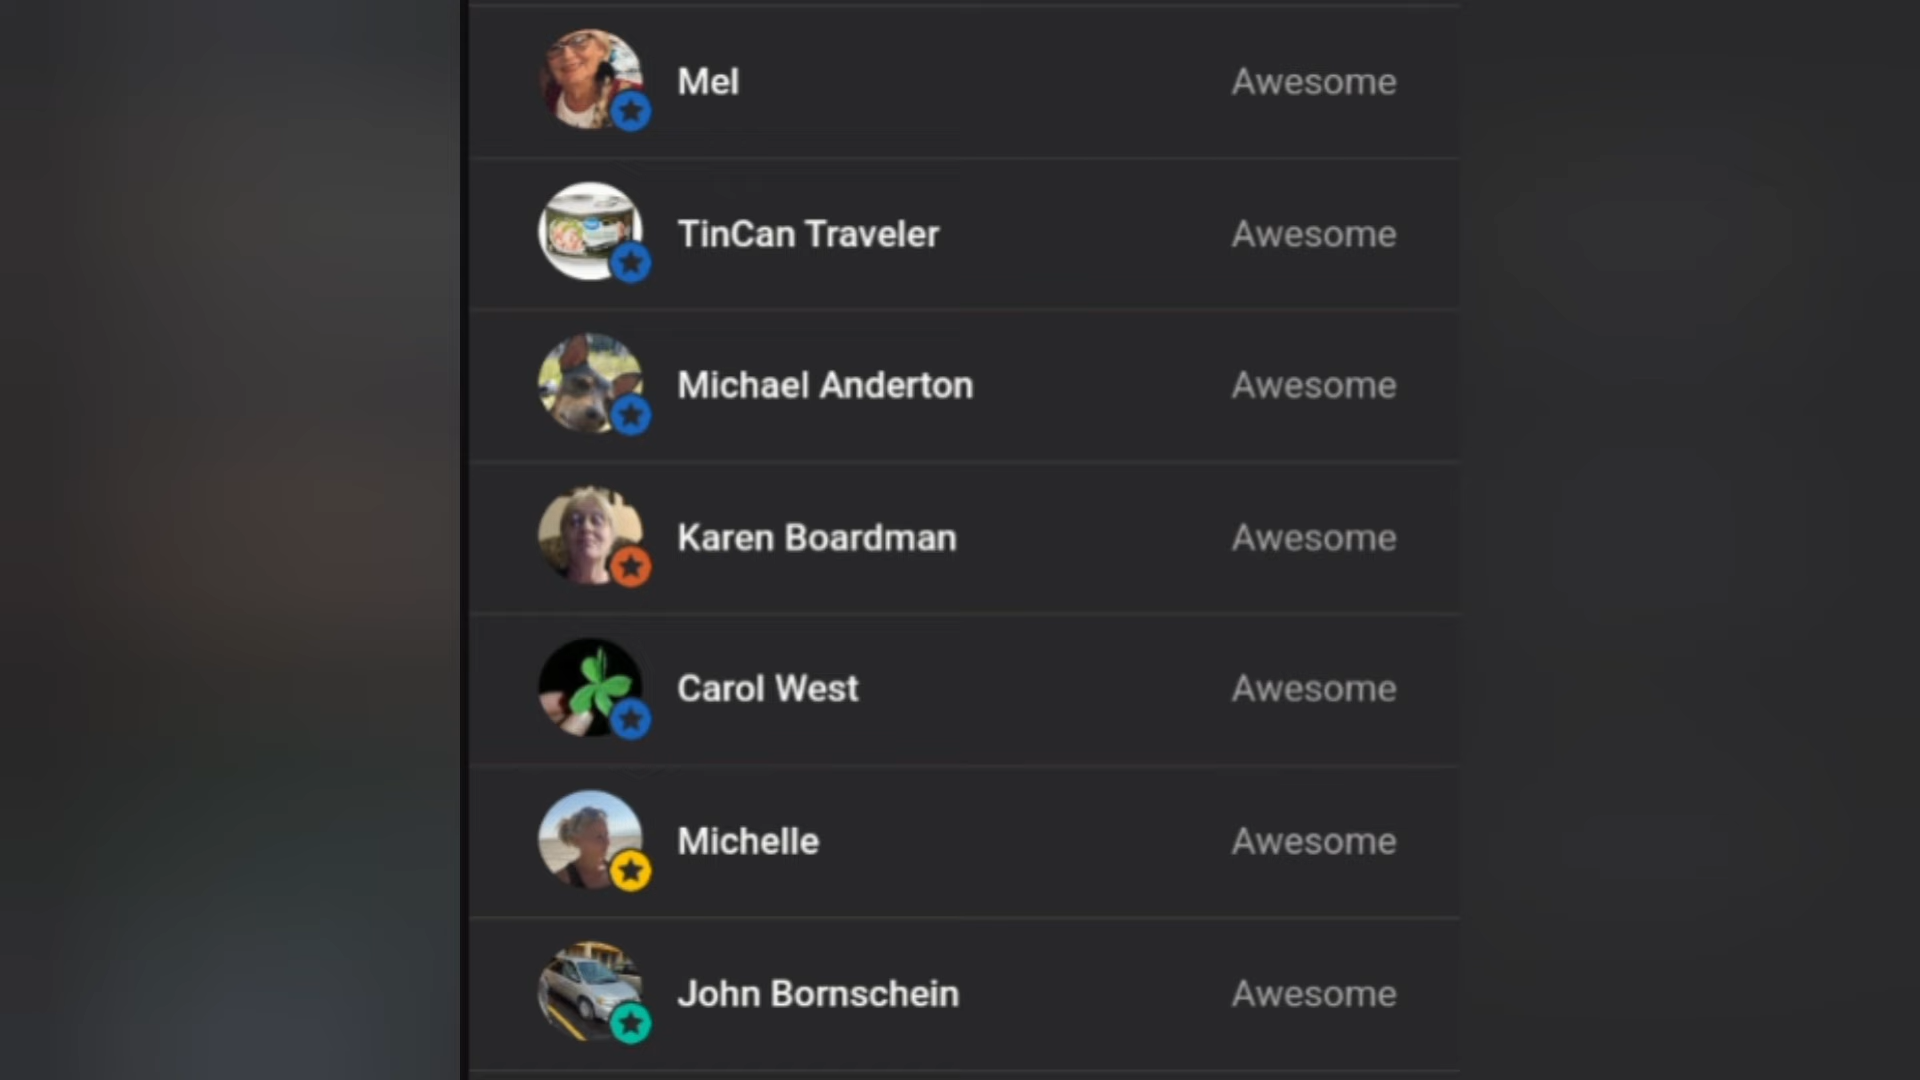 Mel Awesome
TinCan Traveler Awesome
Michael Anderton Awesome
Karen Boardman Awesome
Carol West Awesome
Michelle Awesome
John Bornschein Awesome